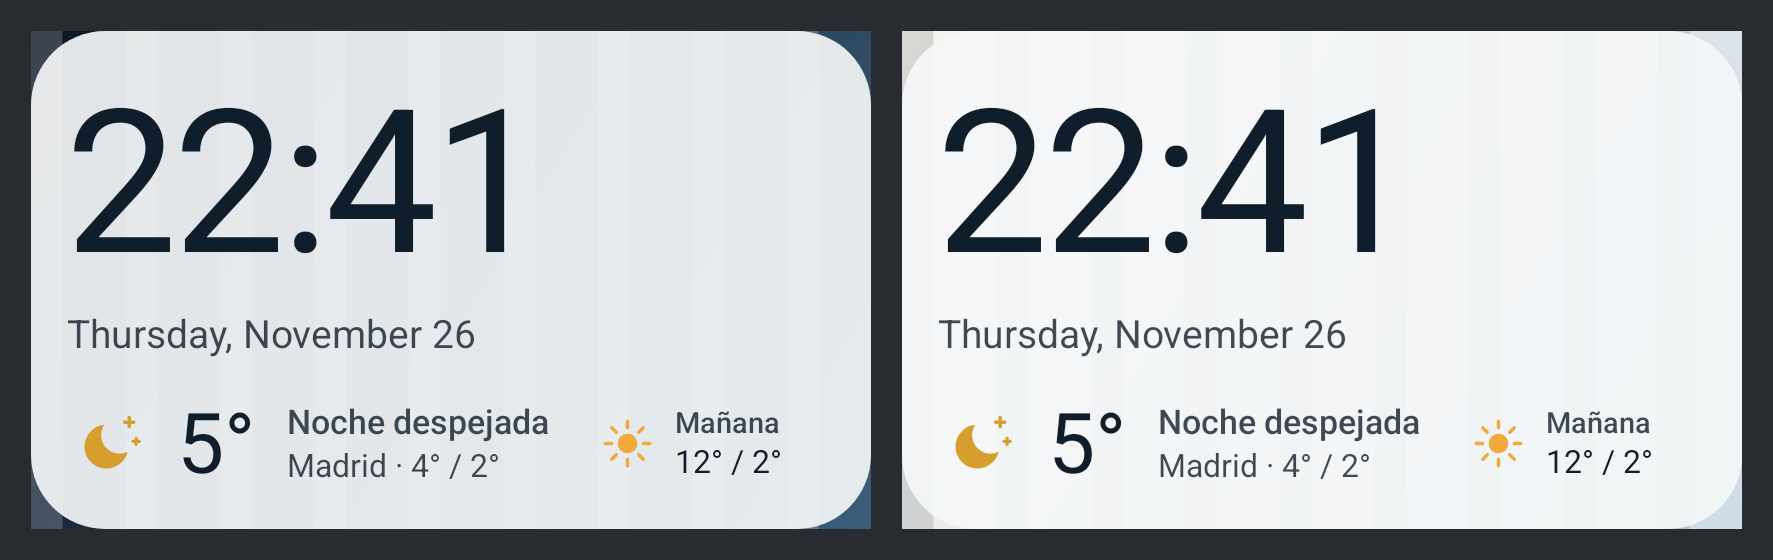 22:41
Thursday, November 26
5°
Noche despejada
Madrid · 4° / 2°
Mañana
12° / 2°
22:41
Thursday, November 26
5°
Noche despejada
Madrid · 4° / 2°
Mañana
12° / 2°